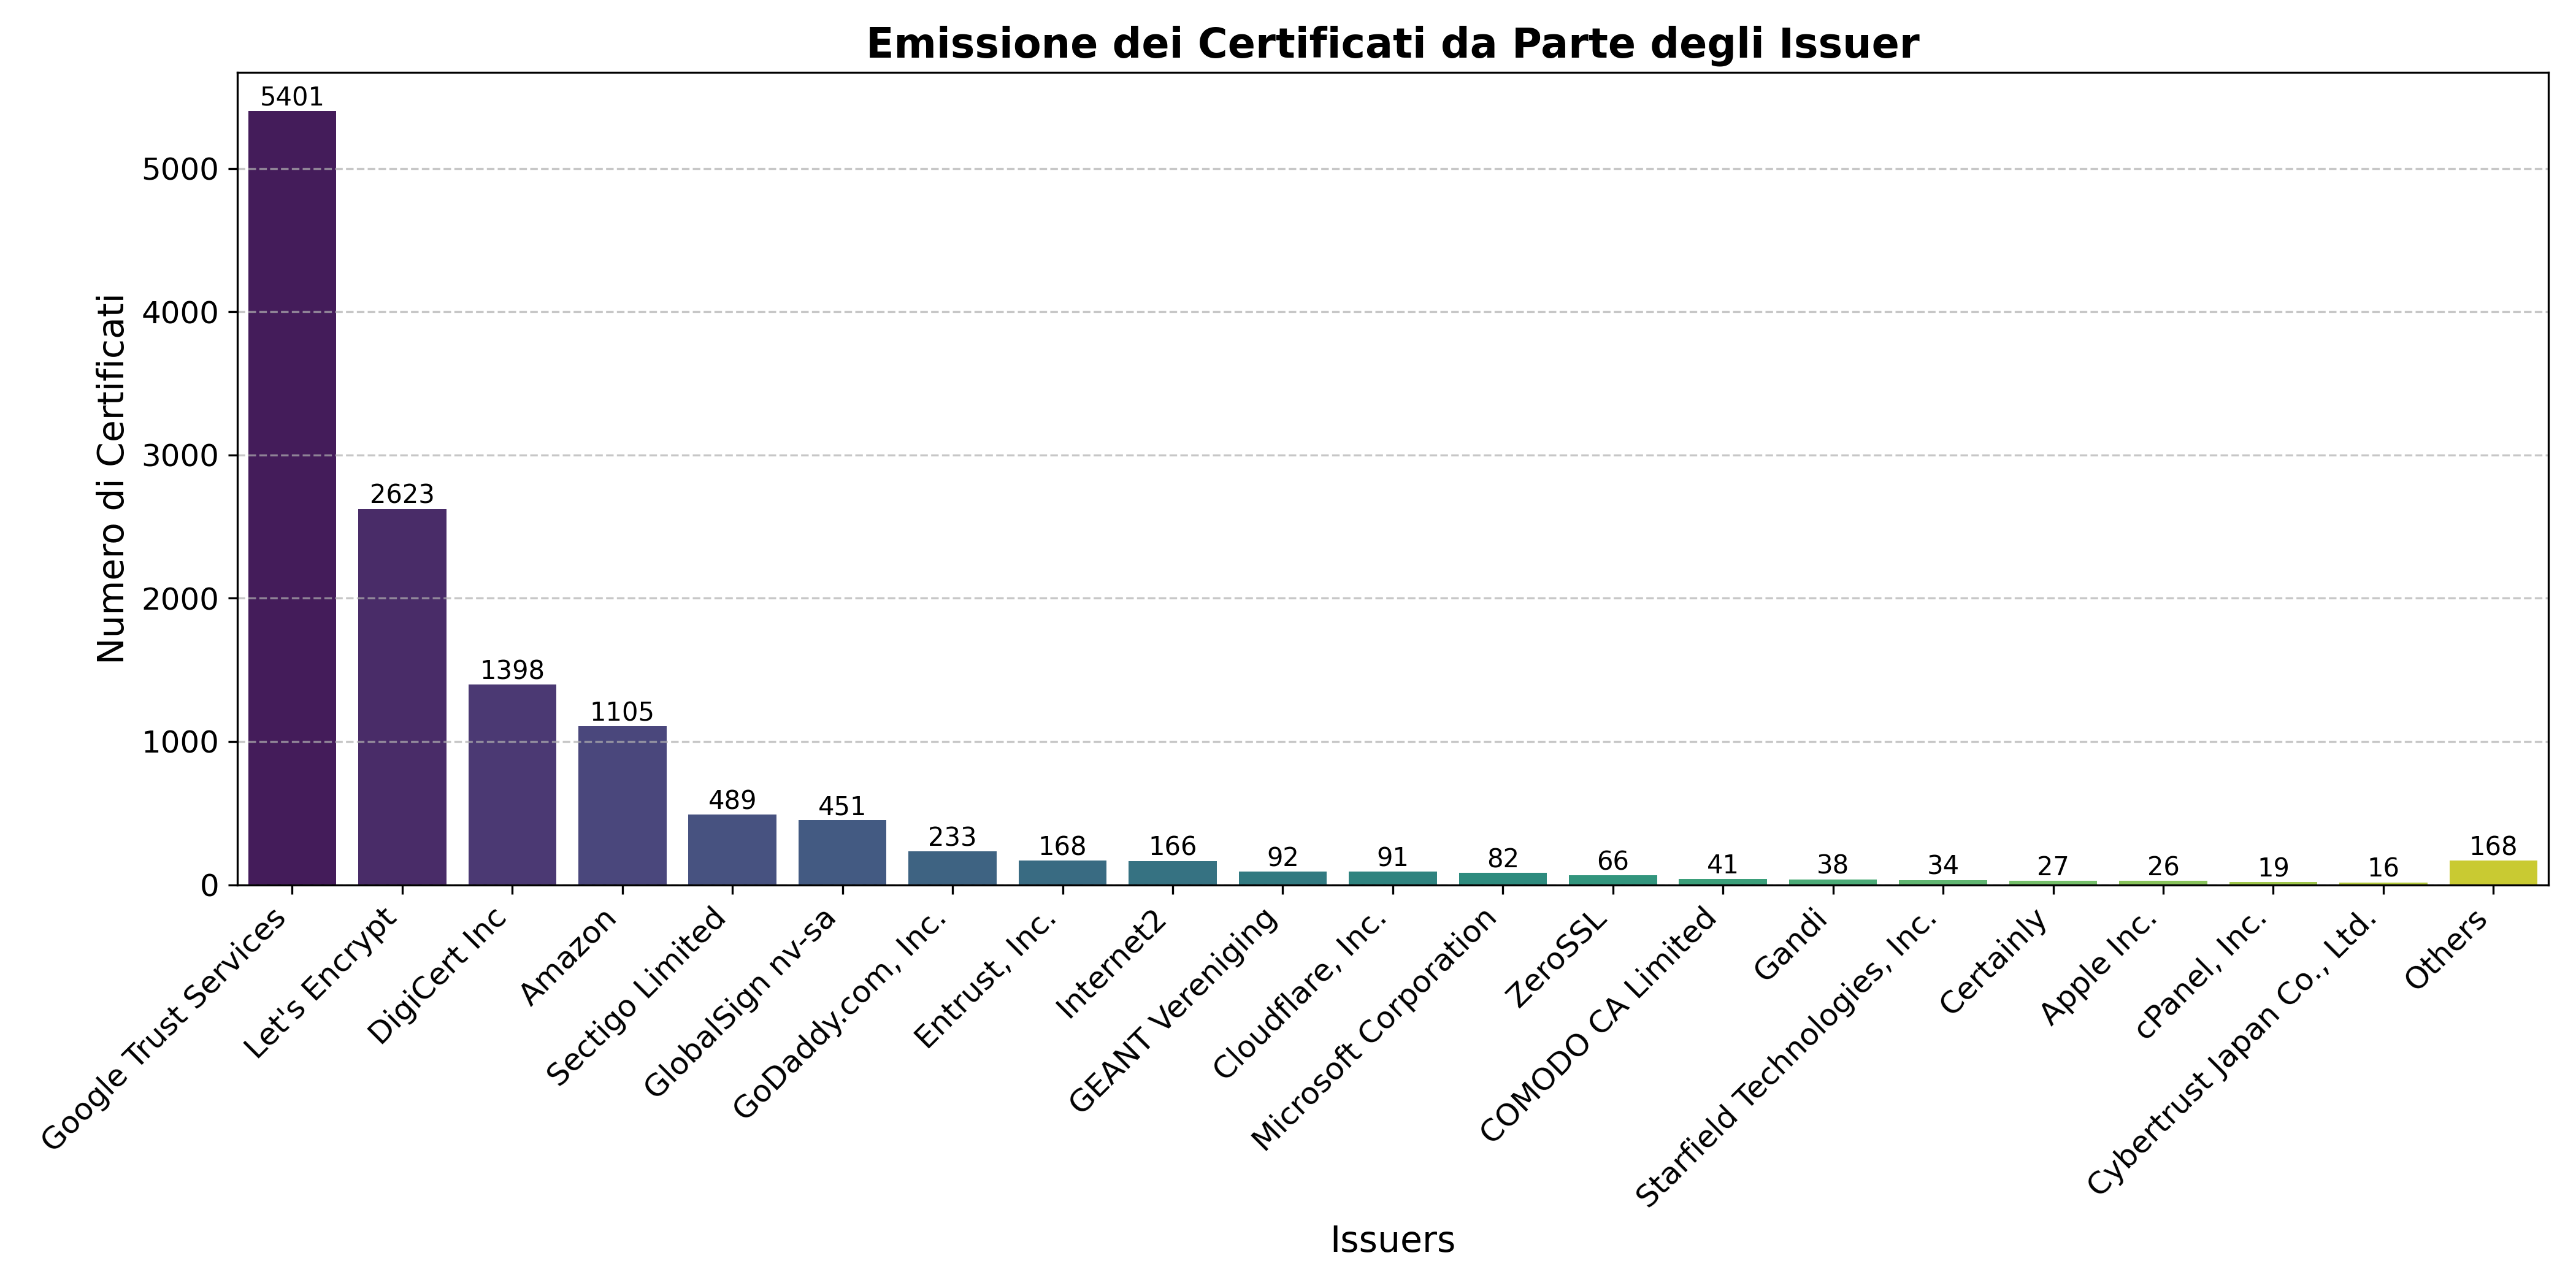 Emissione dei Certificati da Parte degli Issuer
Numero di Certificati
5000
4000
3000
2000
1000
0
5401
2623
1398
1105
489
451
233
168
166
92
91
82
66
41
38
34
27
26
19
16
168
Google Trust Services
Let's Encrypt
DigiCert Inc
Amazon
Sectigo Limited
GlobalSign nv-sa
GoDaddy.com, Inc.
Entrust, Inc.
Internet2
GEANT Vereniging
Cloudflare, Inc.
Microsoft Corporation
ZeroSSL
COMODO CA Limited
Gandi
Starfield Technologies, Inc.
Certainly
Apple Inc.
cPanel, Inc.
Cybertrust Japan Co., Ltd.
Others
Issuers